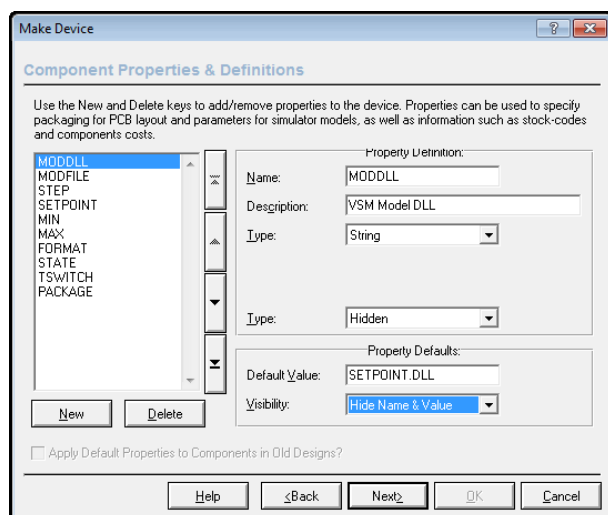 Make Device
Component Properties & Definitions
Use the New and Delete keys to add/remove properties to the device. Properties can be used to specify
packaging for PCB layout and parameters for simulator models, as well as information such as stock-codes
and components costs.
MODDLL
MODFILE
STEP
SETPOINT
MIN
MAX
FORMAT
STATE
TSWITCH
PACKAGE
New Delete
Property Definition:
Name: MODDLL
Description: VSM Model DLL
Type: String
Type: Hidden
Property Defaults:
Default Value: SETPOINT.DLL
Visibility: Hide Name & Value
Apply Default Properties to Components in Old Designs?
Help <Back Next> OK Cancel